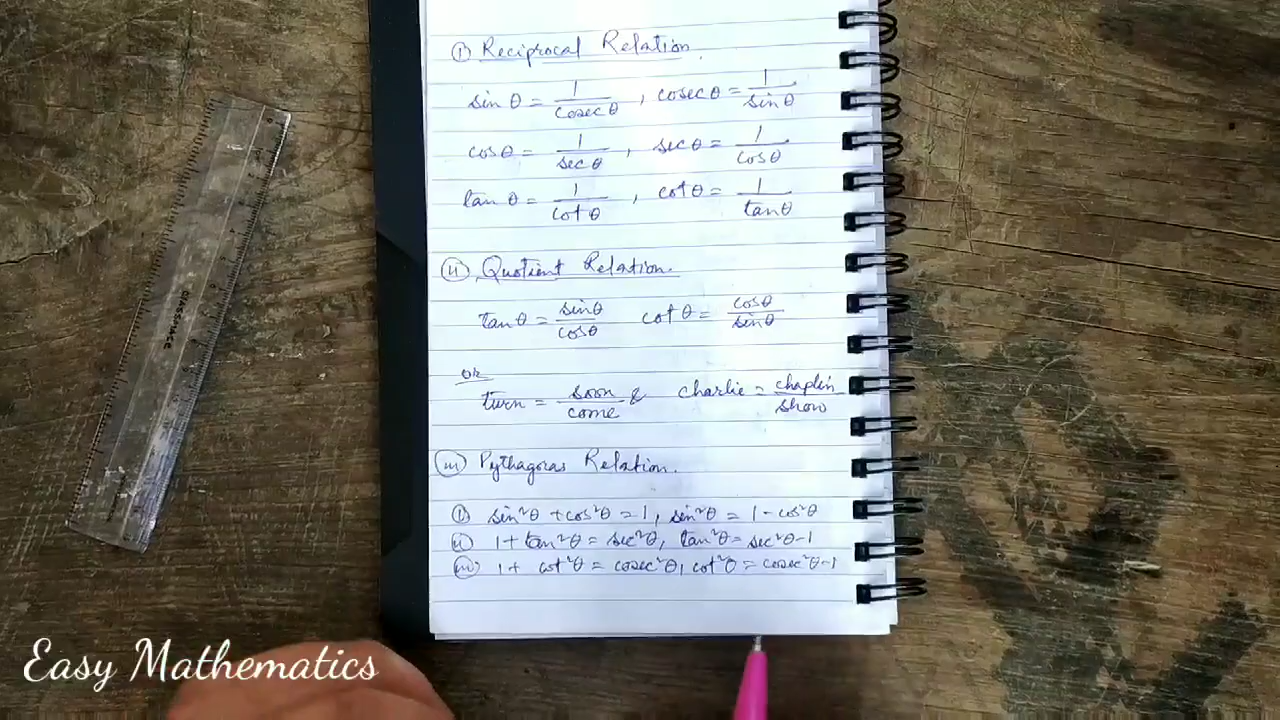 (i) Reciprocal Relation.
sin θ = 1/cosec θ , cosec θ = 1/sin θ
cos θ = 1/sec θ , sec θ = 1/cos θ
tan θ = 1/cot θ , cot θ = 1/tan θ
(ii) Quotient Relation.
tan θ = sin θ/cos θ cot θ = cos θ/sin θ
or
turn = soon/come & charlie = chaplin/show
(iii) Pythagoras Relation.
(i) sin²θ + cos²θ = 1, sin²θ = 1 - cos²θ
(ii) 1 + tan²θ = sec²θ, tan²θ = sec²θ - 1
(iii) 1 + cot²θ = cosec²θ, cot²θ = cosec²θ - 1
Easy Mathematics